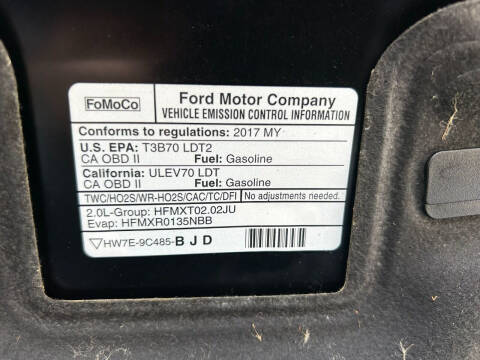 FoMoCo
Ford Motor Company
VEHICLE EMISSION CONTROL INFORMATION
Conforms to regulations: 2017 MY
U.S. EPA: T3B70 LDT2
CA OBD II Fuel: Gasoline
California: ULEV70 LDT
CA OBD II Fuel: Gasoline
TWC/HO2S/WR-HO2S/CAC/TC/DFI No adjustments needed.
2.0L-Group: HFMXT02.02JU
Evap: HFMXR0135NBB
HW7E-9C485-B J D